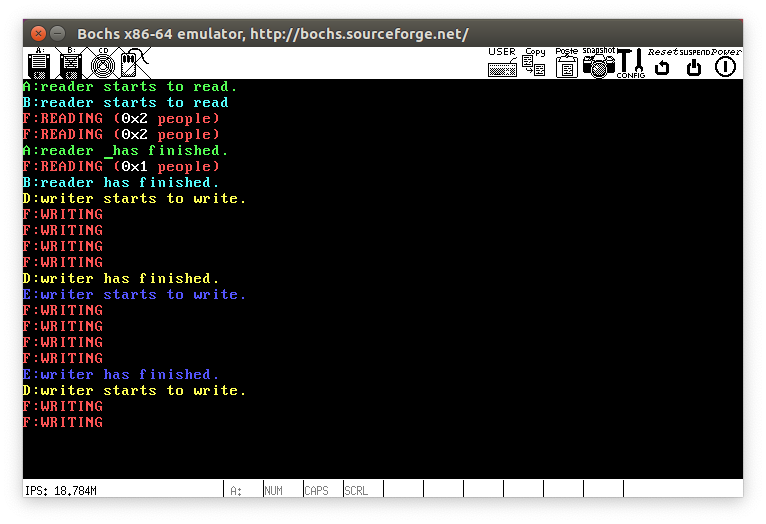 Bochs x86-64 emulator, http://bochs.sourceforge.net/
A: B: CD USER Copy Paste snapshot CONFIG Reset SUSPEND Power
A:reader starts to read.
B:reader starts to read
F:READING (0x2 people)
F:READING (0x2 people)
A:reader _has finished.
F:READING (0x1 people)
B:reader has finished.
D:writer starts to write.
F:WRITING
F:WRITING
F:WRITING
F:WRITING
D:writer has finished.
E:writer starts to write.
F:WRITING
F:WRITING
F:WRITING
F:WRITING
E:writer has finished.
D:writer starts to write.
F:WRITING
F:WRITING
IPS: 18.784M A: NUM CAPS SCRL